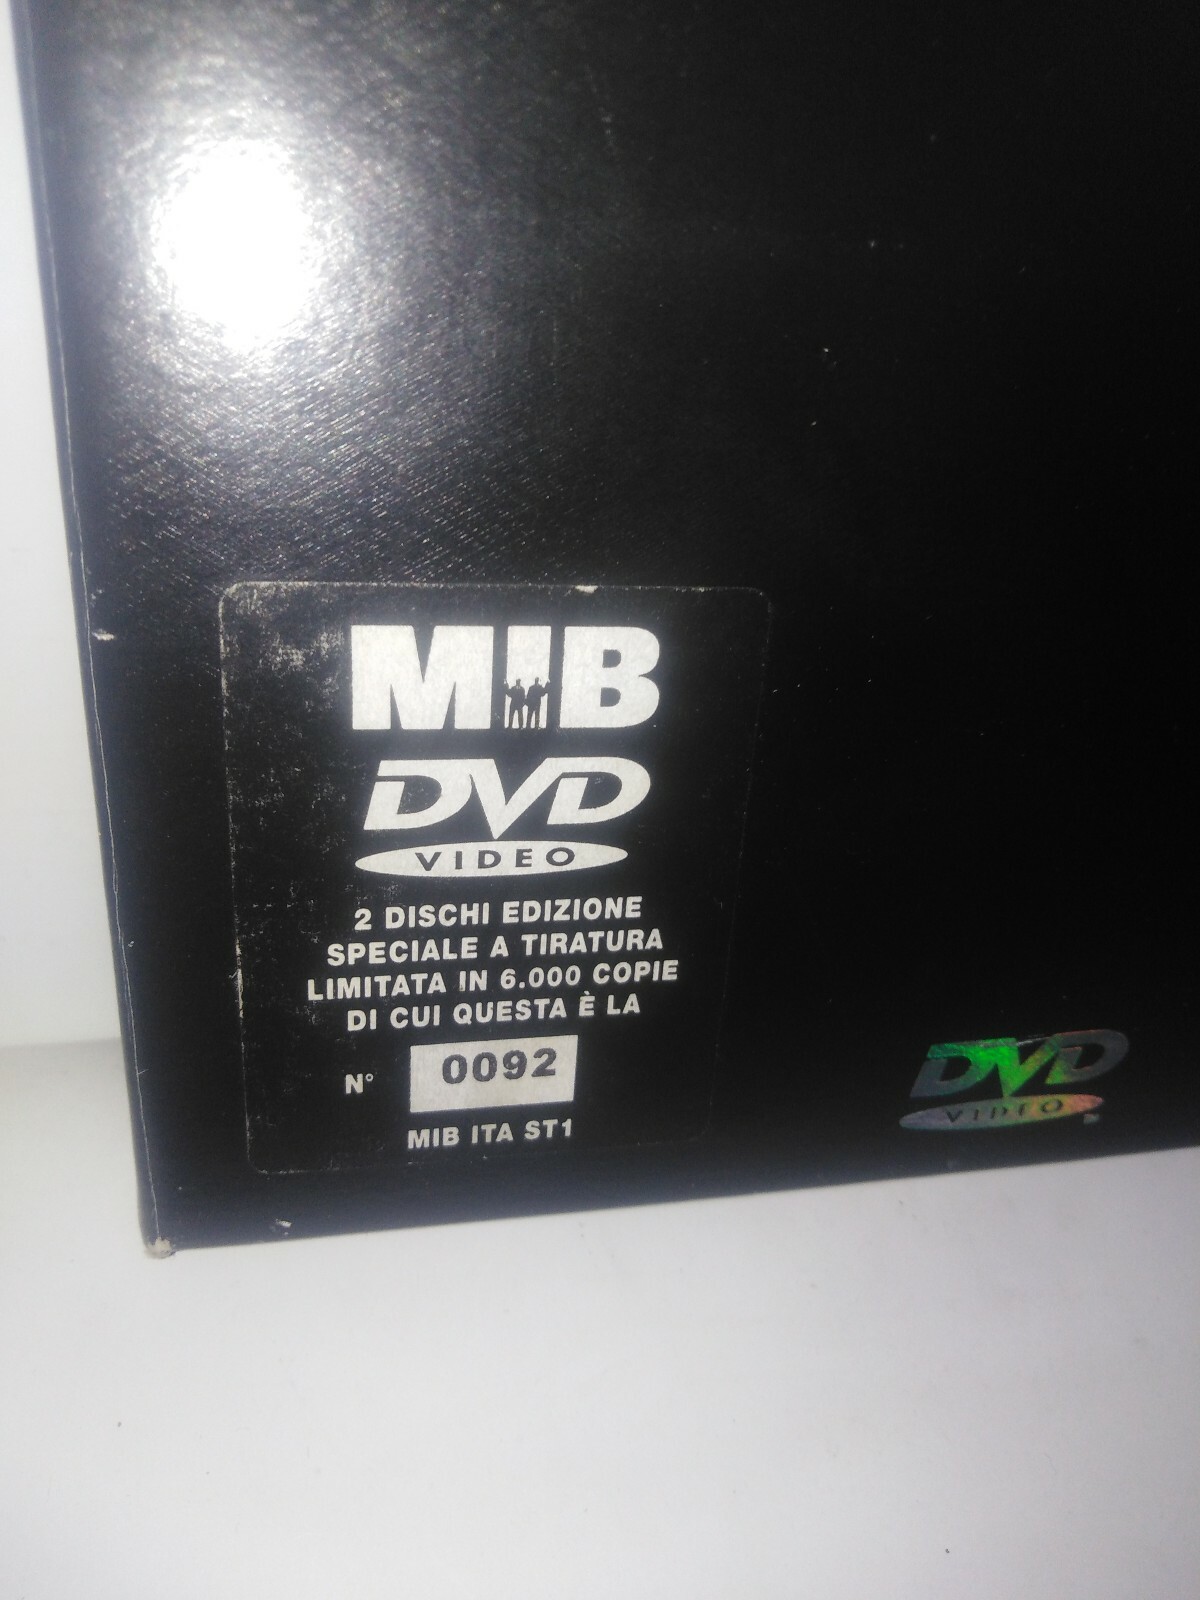 MIB
DVD
VIDEO
2 DISCHI EDIZIONE
SPECIALE A TIRATURA
LIMITATA IN 6.000 COPIE
DI CUI QUESTA È LA
N° 0092
MIB ITA ST1
DVD
VIDEO